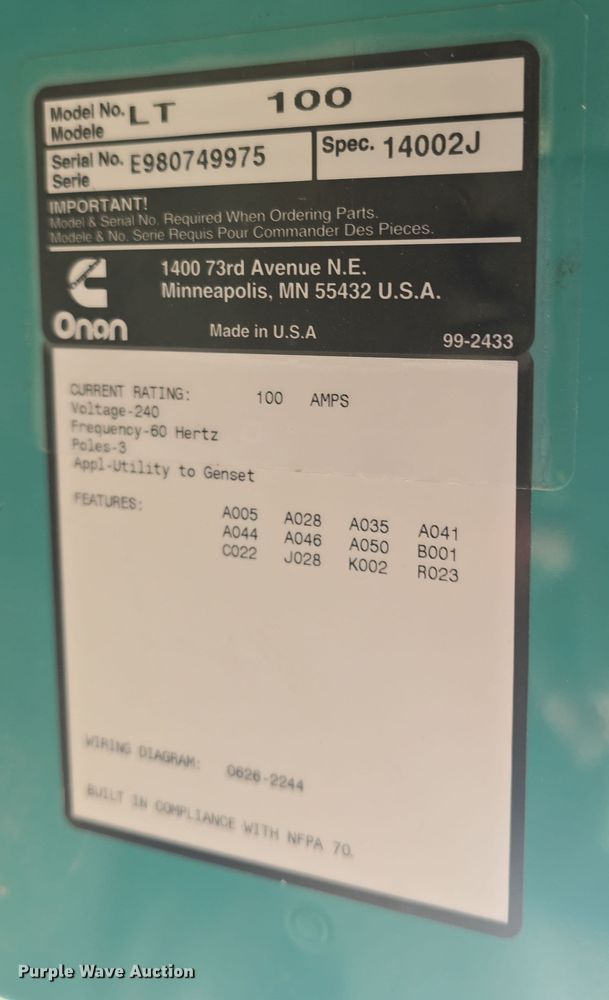 Model No. LT 100
Modele
Serial No. E980749975
Serie
Spec. 14002J
IMPORTANT!
Model & Serial No. Required When Ordering Parts.
Modele & No. Serie Requis Pour Commander Des Pieces.
1400 73rd Avenue N.E.
Minneapolis, MN 55432 U.S.A.
Onan
Made in U.S.A
99-2433
CURRENT RATING: 100 AMPS
Voltage-240
Frequency-60 Hertz
Poles-3
Appl-Utility to Genset
FEATURES:
A005 A028 A035 A041
A044 A046 A050 B001
C022 J028 K002 R023
WIRING DIAGRAM: 0626-2244
BUILT IN COMPLIANCE WITH NFPA 70.
Purple Wave Auction